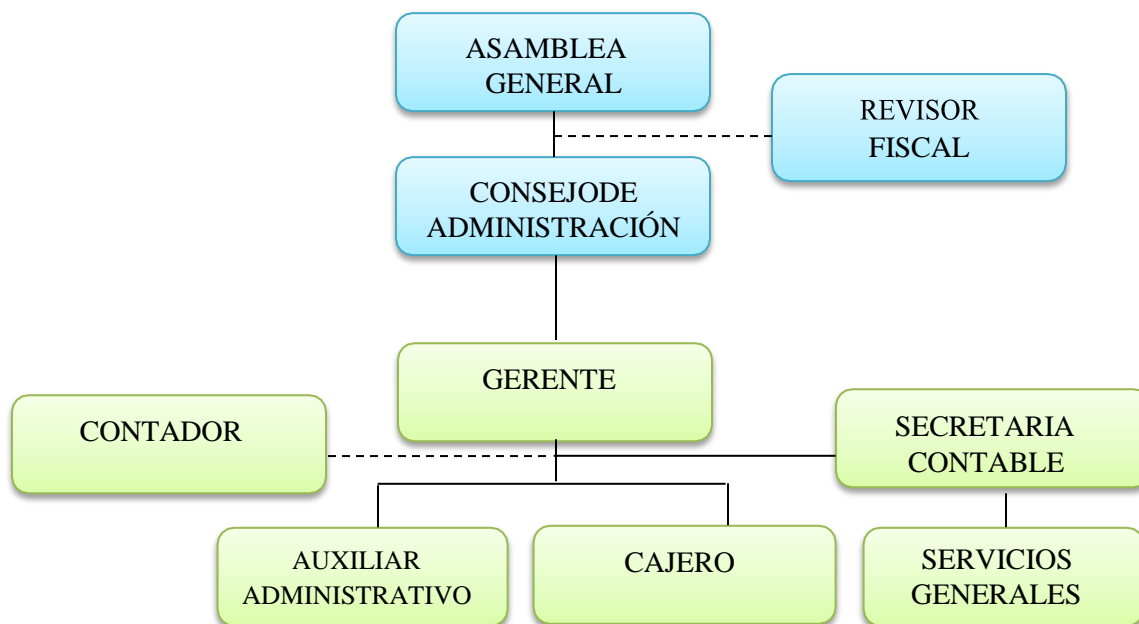 ASAMBLEA
GENERAL
REVISOR
FISCAL
CONSEJODE
ADMINISTRACIÓN
GERENTE
CONTADOR
SECRETARIA
CONTABLE
AUXILIAR
ADMINISTRATIVO
CAJERO
SERVICIOS
GENERALES